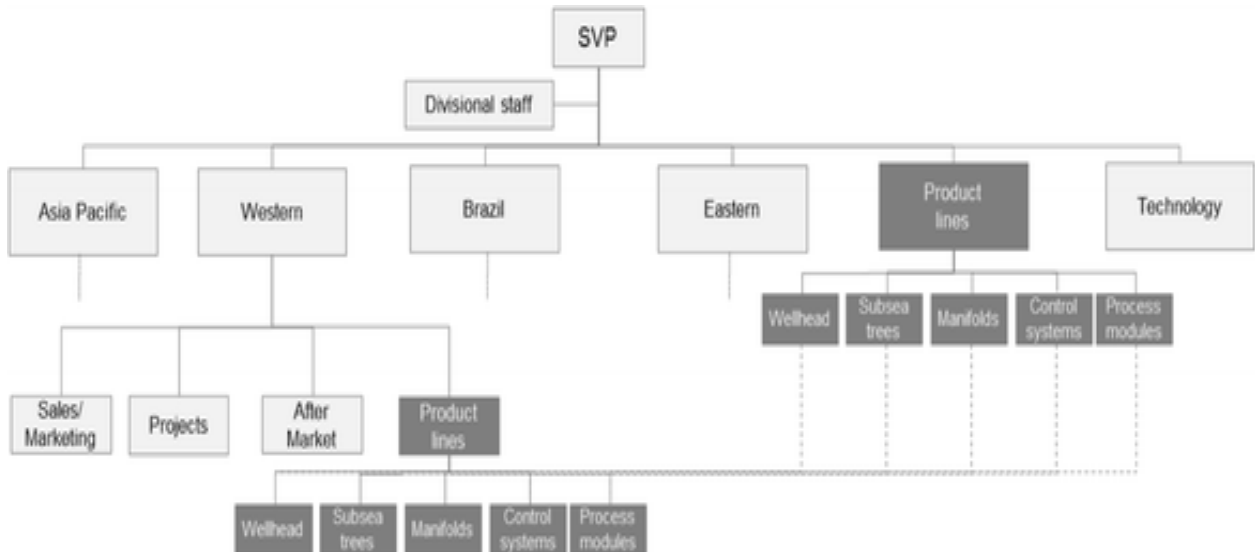 SVP
Divisional staff
Asia Pacific
Western
Brazil
Eastern
Product
lines
Technology
Wellhead
Subsea
trees
Manifolds
Control
systems
Process
modules
Sales/
Marketing
Projects
After
Market
Product
lines
Wellhead
Subsea
trees
Manifolds
Control
systems
Process
modules